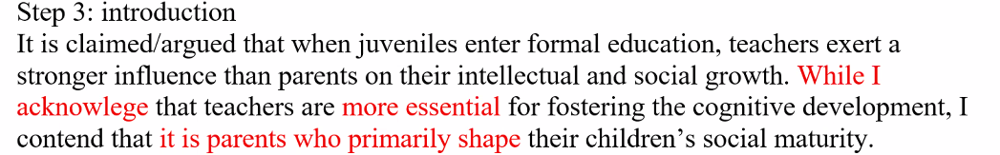 Step 3: introduction
It is claimed/argued that when juveniles enter formal education, teachers exert a
stronger influence than parents on their intellectual and social growth. While I
acknowlege that teachers are more essential for fostering the cognitive development, I
contend that it is parents who primarily shape their children’s social maturity.